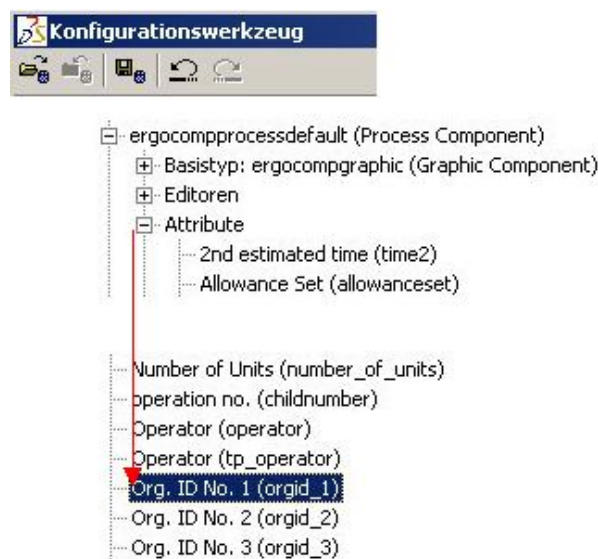 Konfigurationswerkzeug
ergocompprocessdefault (Process Component)
Basistyp: ergocompgraphic (Graphic Component)
Editoren
Attribute
2nd estimated time (time2)
Allowance Set (allowanceset)
Number of Units (number_of_units)
operation no. (childnumber)
Operator (operator)
Operator (tp_operator)
Org. ID No. 1 (orgid_1)
Org. ID No. 2 (orgid_2)
Org. ID No. 3 (orgid_3)